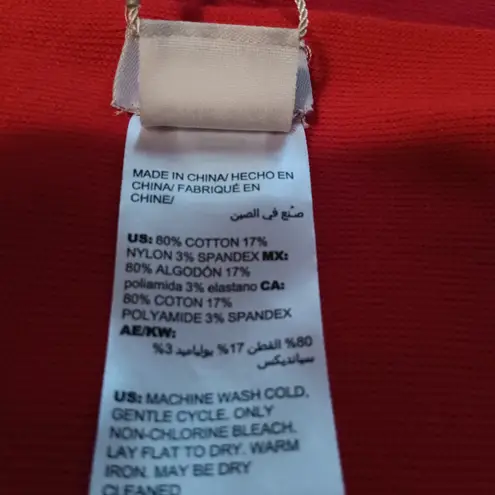 MADE IN CHINA/ HECHO EN
CHINA/ FABRIQUÉ EN
CHINE/
صنع في الصين
US: 80% COTTON 17%
NYLON 3% SPANDEX MX:
80% ALGODÓN 17%
poliamida 3% elastano CA:
80% COTON 17%
POLYAMIDE 3% SPANDEX
AE/KW:
%80 القطن 17% بولياميد 3%
سبانديكس
US: MACHINE WASH COLD,
GENTLE CYCLE. ONLY
NON-CHLORINE BLEACH.
LAY FLAT TO DRY. WARM
IRON. MAY BE DRY
CLEANED